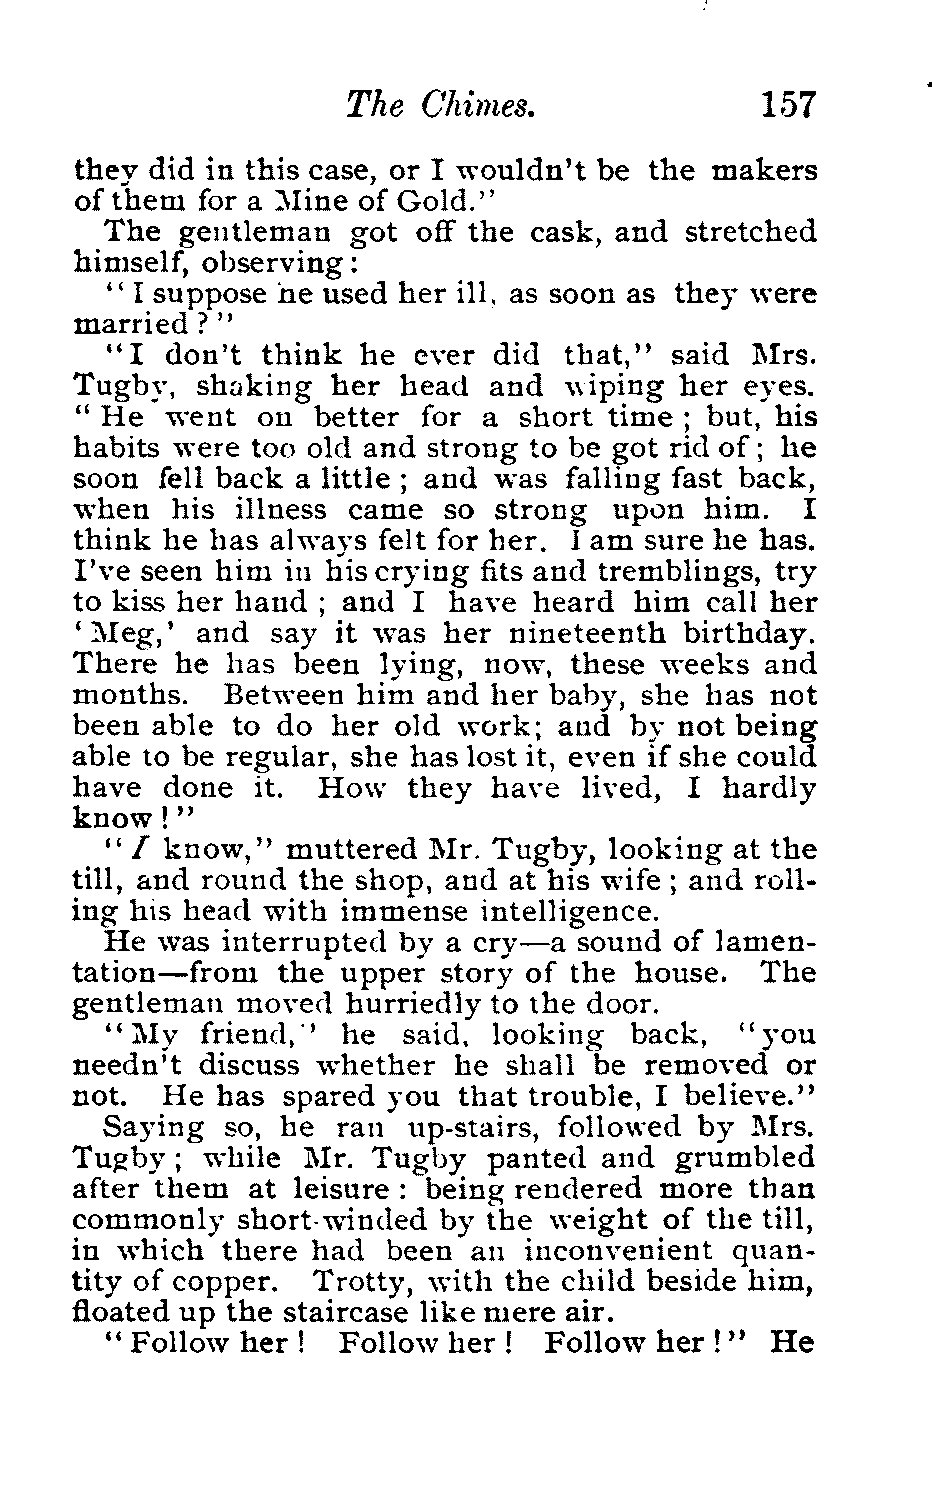 The Chimes. 157
they did in this case, or I wouldn't be the makers
of them for a Mine of Gold."
The gentleman got off the cask, and stretched
himself, observing:
"I suppose he used her ill, as soon as they were
married?"
"I don't think he ever did that," said Mrs.
Tugby, shaking her head and wiping her eyes.
"He went on better for a short time; but, his
habits were too old and strong to be got rid of; he
soon fell back a little; and was falling fast back,
when his illness came so strong upon him. I
think he has always felt for her. I am sure he has.
I've seen him in his crying fits and tremblings, try
to kiss her hand; and I have heard him call her
'Meg,' and say it was her nineteenth birthday.
There he has been lying, now, these weeks and
months. Between him and her baby, she has not
been able to do her old work; and by not being
able to be regular, she has lost it, even if she could
have done it. How they have lived, I hardly
know!"
"I know," muttered Mr. Tugby, looking at the
till, and round the shop, and at his wife; and roll-
ing his head with immense intelligence.
He was interrupted by a cry—a sound of lamen-
tation—from the upper story of the house. The
gentleman moved hurriedly to the door.
"My friend," he said, looking back, "you
needn't discuss whether he shall be removed or
not. He has spared you that trouble, I believe."
Saying so, he ran up-stairs, followed by Mrs.
Tugby; while Mr. Tugby panted and grumbled
after them at leisure: being rendered more than
commonly short-winded by the weight of the till,
in which there had been an inconvenient quan-
tity of copper. Trotty, with the child beside him,
floated up the staircase like mere air.
"Follow her! Follow her! Follow her!" He